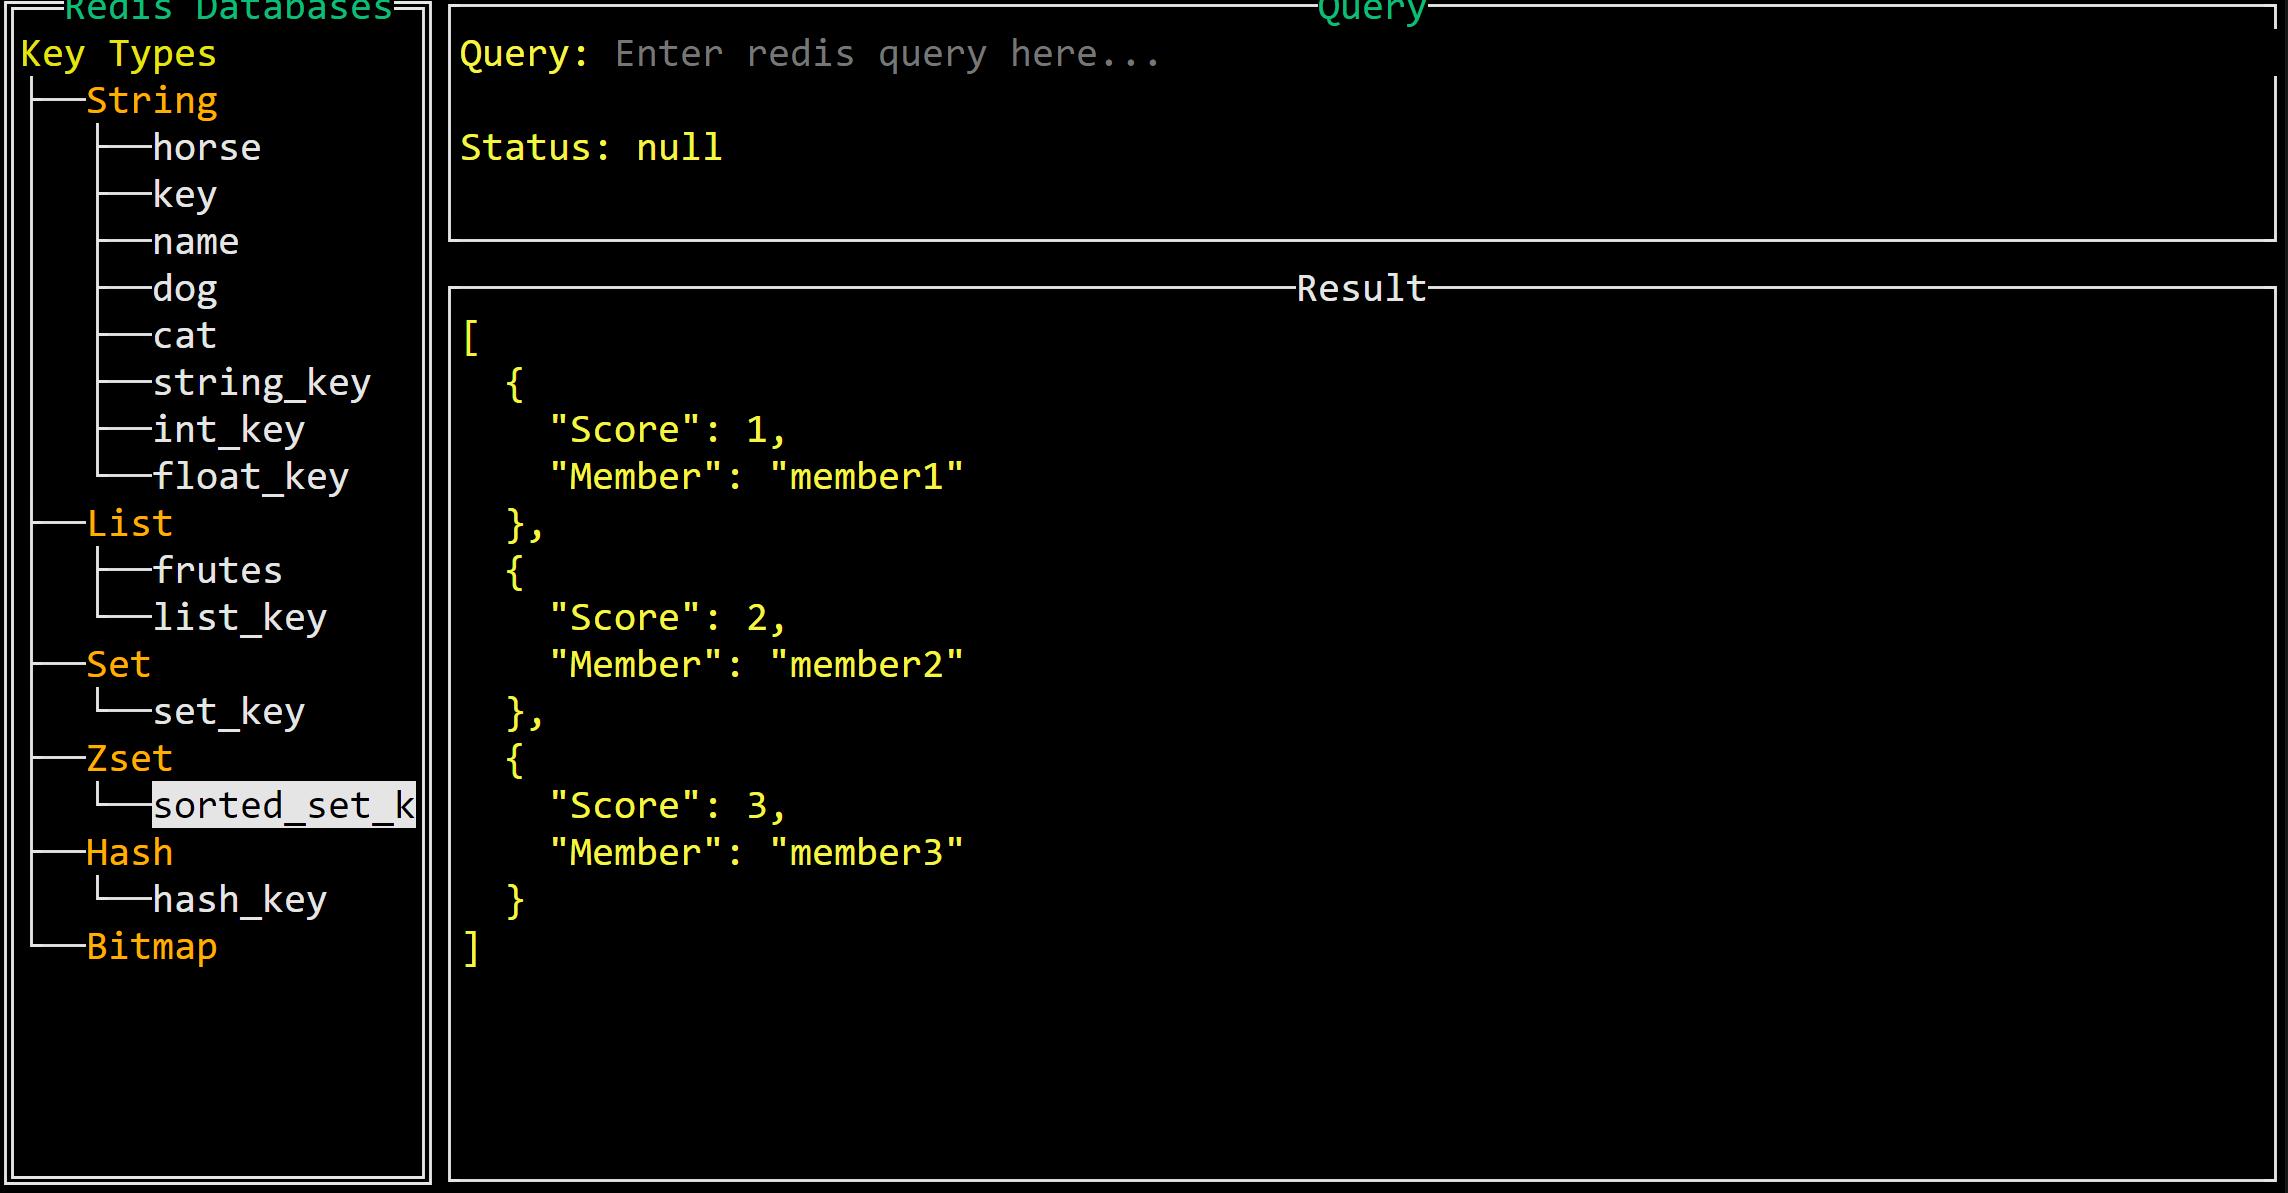 Redis Databases
Key Types
String
horse
key
name
dog
cat
string_key
int_key
float_key
List
frutes
list_key
Set
set_key
Zset
sorted_set_k
Hash
hash_key
Bitmap
Query
Query: Enter redis query here...
Status: null
Result
[
{
"Score": 1,
"Member": "member1"
},
{
"Score": 2,
"Member": "member2"
},
{
"Score": 3,
"Member": "member3"
}
]